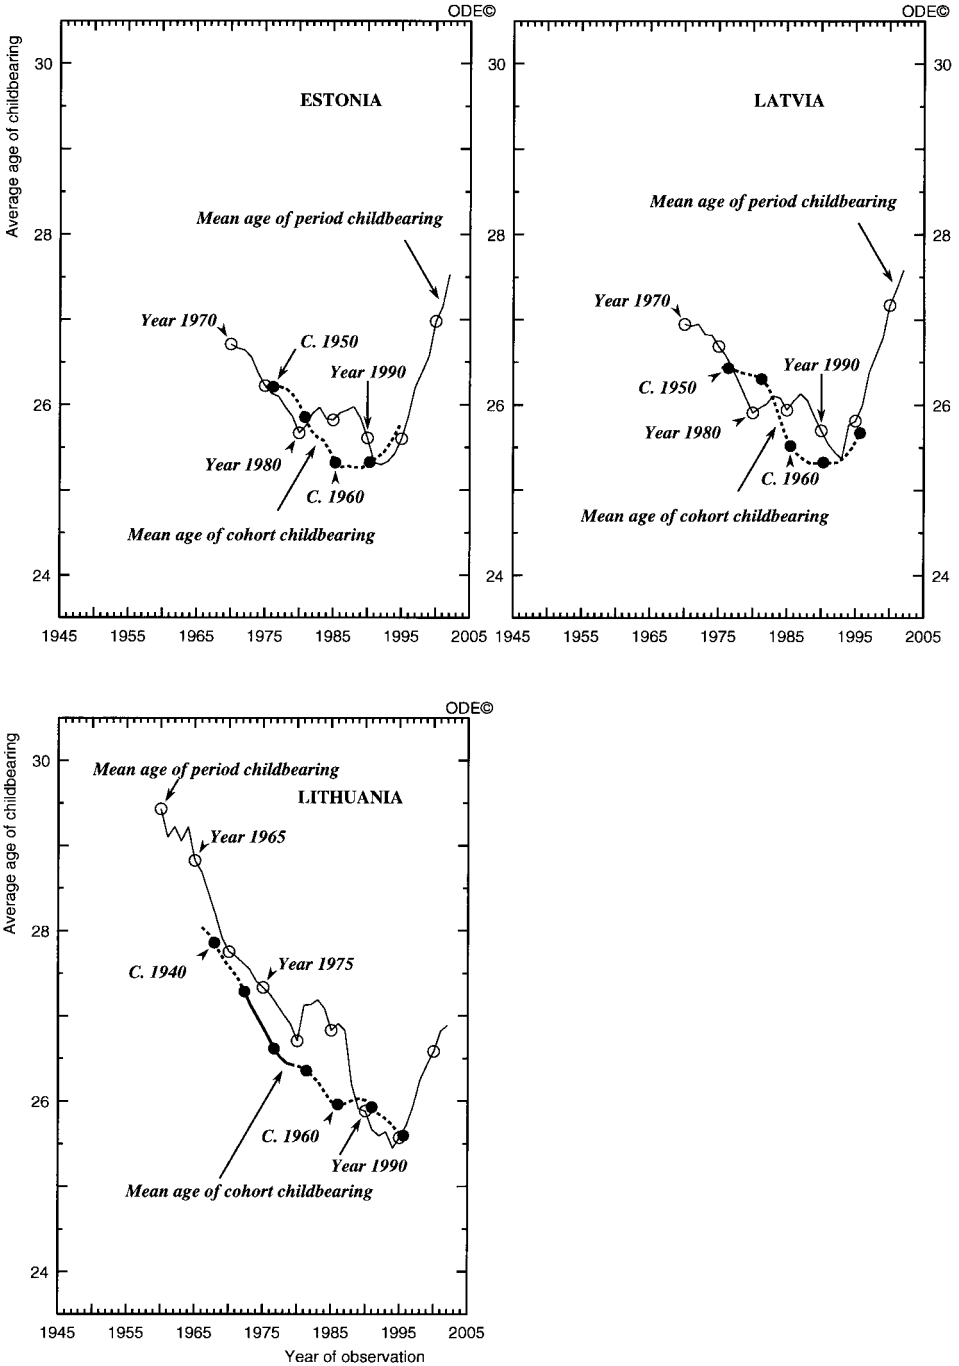 ODE©
ODE©
Average age of childbearing
30
28
26
24
ESTONIA
Mean age of period childbearing
Year 1970
C. 1950
Year 1990
Year 1980
C. 1960
Mean age of cohort childbearing
1945 1955 1965 1975 1985 1995 2005
30
28
26
24
LATVIA
Mean age of period childbearing
Year 1970
Year 1990
C. 1950
Year 1980
C. 1960
Mean age of cohort childbearing
30
28
26
24
1945 1955 1965 1975 1985 1995 2005
ODE©
Average age of childbearing
30
28
26
24
Mean age of period childbearing
LITHUANIA
Year 1965
Year 1975
C. 1940
C. 1960
Year 1990
Mean age of cohort childbearing
1945 1955 1965 1975 1985 1995 2005
Year of observation